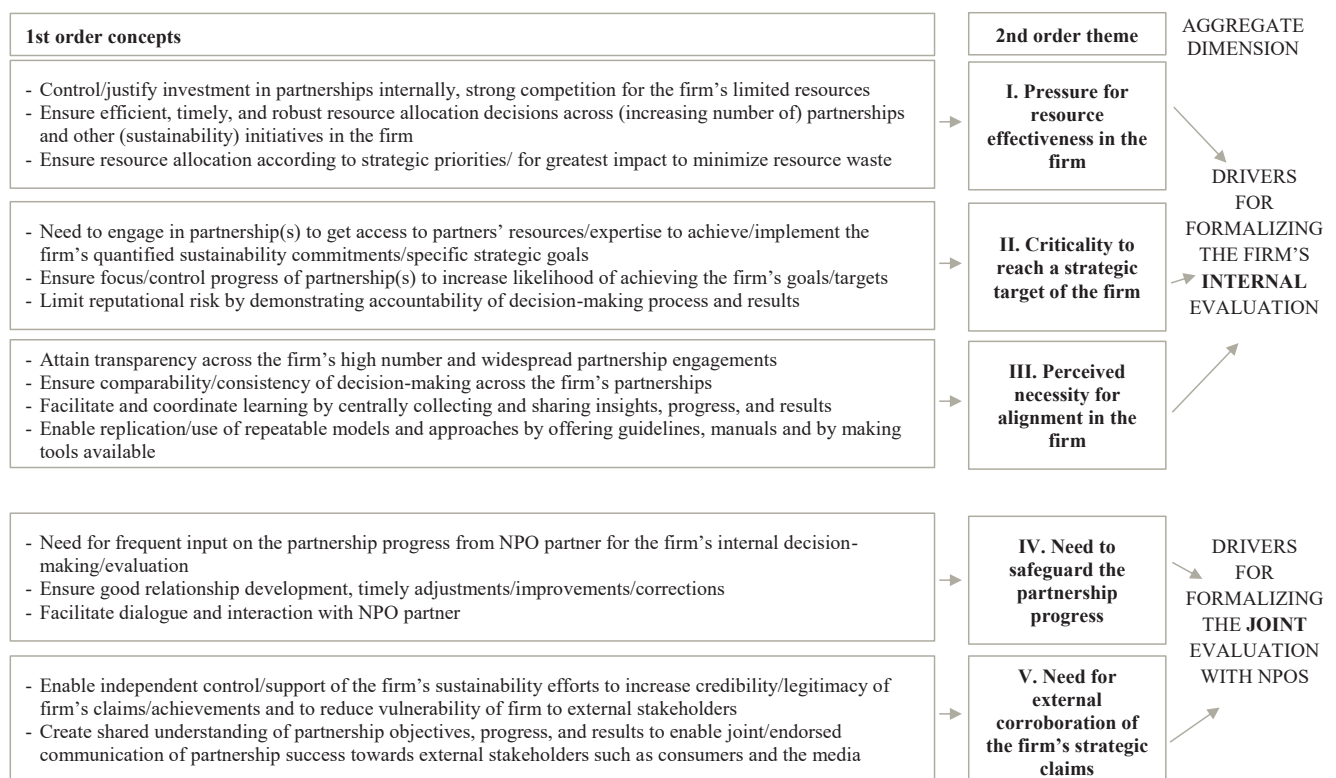 1st order concepts
2nd order theme
AGGREGATE
DIMENSION
- Control/justify investment in partnerships internally, strong competition for the firm's limited resources
- Ensure efficient, timely, and robust resource allocation decisions across (increasing number of) partnerships
and other (sustainability) initiatives in the firm
- Ensure resource allocation according to strategic priorities/ for greatest impact to minimize resource waste
I. Pressure for
resource
effectiveness in the
firm
- Need to engage in partnership(s) to get access to partners' resources/expertise to achieve/implement the
firm's quantified sustainability commitments/specific strategic goals
- Ensure focus/control progress of partnership(s) to increase likelihood of achieving the firm's goals/targets
- Limit reputational risk by demonstrating accountability of decision-making process and results
II. Criticality to
reach a strategic
target of the firm
- Attain transparency across the firm's high number and widespread partnership engagements
- Ensure comparability/consistency of decision-making across the firm's partnerships
- Facilitate and coordinate learning by centrally collecting and sharing insights, progress, and results
- Enable replication/use of repeatable models and approaches by offering guidelines, manuals and by making
tools available
III. Perceived
necessity for
alignment in the
firm
DRIVERS
FOR
FORMALIZING
THE FIRM'S
INTERNAL
EVALUATION
- Need for frequent input on the partnership progress from NPO partner for the firm's internal decision-
making/evaluation
- Ensure good relationship development, timely adjustments/improvements/corrections
- Facilitate dialogue and interaction with NPO partner
IV. Need to
safeguard the
partnership
progress
- Enable independent control/support of the firm's sustainability efforts to increase credibility/legitimacy of
firm's claims/achievements and to reduce vulnerability of firm to external stakeholders
- Create shared understanding of partnership objectives, progress, and results to enable joint/endorsed
communication of partnership success towards external stakeholders such as consumers and the media
V. Need for
external
corroboration of
the firm's strategic
claims
DRIVERS
FOR
FORMALIZING
THE JOINT
EVALUATION
WITH NPOS